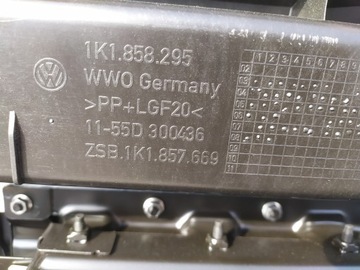 1K1.858.295
WWO Germany
>PP+LGF20<
11-55D 300436
ZSB.1K1.857.669